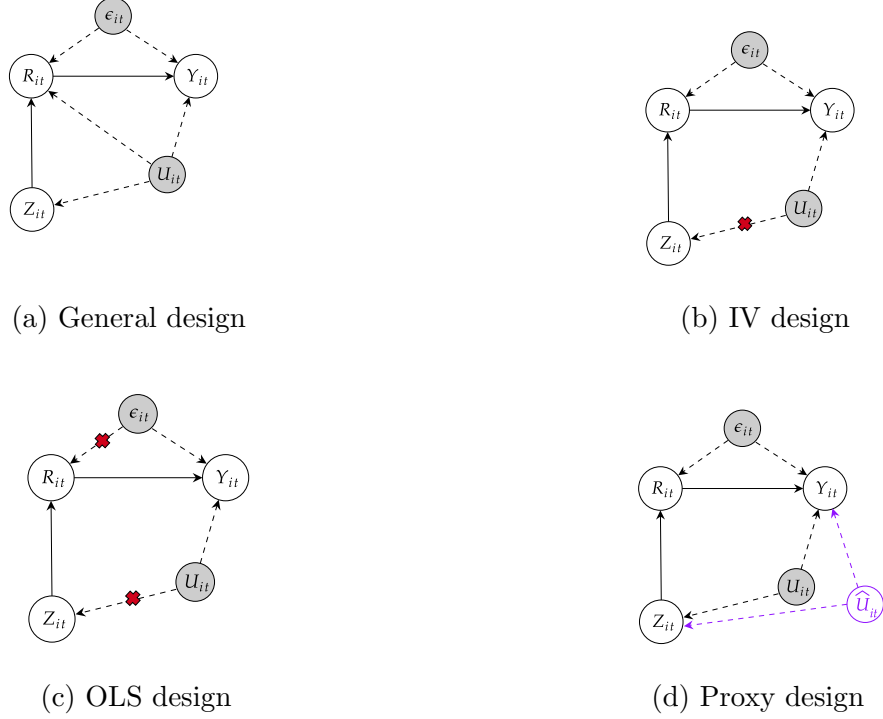 ϵ_it
R_it
Y_it
U_it
Z_it
(a) General design
ϵ_it
R_it
Y_it
U_it
Z_it
(b) IV design
ϵ_it
R_it
Y_it
U_it
Z_it
(c) OLS design
ϵ_it
R_it
Y_it
U_it
Û_it
Z_it
(d) Proxy design